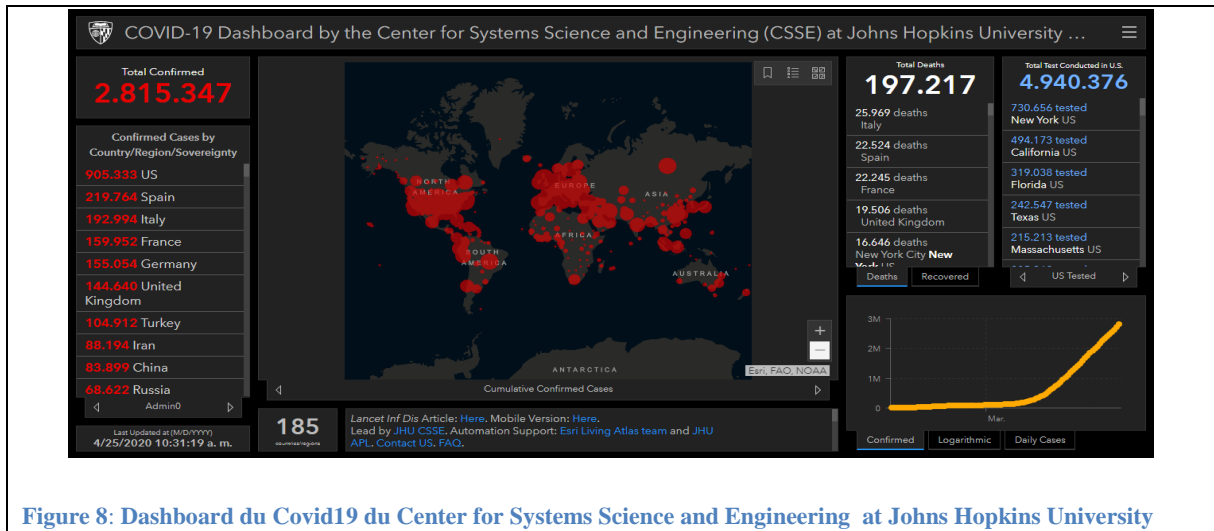 COVID-19 Dashboard by the Center for Systems Science and Engineering (CSSE) at Johns Hopkins University ...
Total Confirmed
2.815.347
Confirmed Cases by
Country/Region/Sovereignty
905.333 US
219.764 Spain
192.994 Italy
159.952 France
155.054 Germany
144.640 United
Kingdom
104.912 Turkey
88.194 Iran
83.899 China
68.622 Russia
Admin0
Last Updated at (M/D/YYYY)
4/25/2020 10:31:19 a. m.
NORTH
AMERICA
EUROPE
ASIA
AFRICA
SOUTH
AMERICA
AUSTRALIA
ANTARCTICA
+
−
Esri, FAO, NOAA
Cumulative Confirmed Cases
185
countries/regions
Lancet Inf Dis Article: Here. Mobile Version: Here.
Lead by JHU CSSE. Automation Support: Esri Living Atlas team and JHU
APL. Contact US. FAQ.
Total Deaths
197.217
25.969 deaths
Italy
22.524 deaths
Spain
22.245 deaths
France
19.506 deaths
United Kingdom
16.646 deaths
New York City New
York US
Deaths
Recovered
Total Test Conducted in U.S.
4.940.376
730.656 tested
New York US
494.173 tested
California US
319.038 tested
Florida US
242.547 tested
Texas US
215.213 tested
Massachusetts US
US Tested
3M
2M
1M
0
Mar.
Confirmed
Logarithmic
Daily Cases
Figure 8: Dashboard du Covid19 du Center for Systems Science and Engineering at Johns Hopkins University